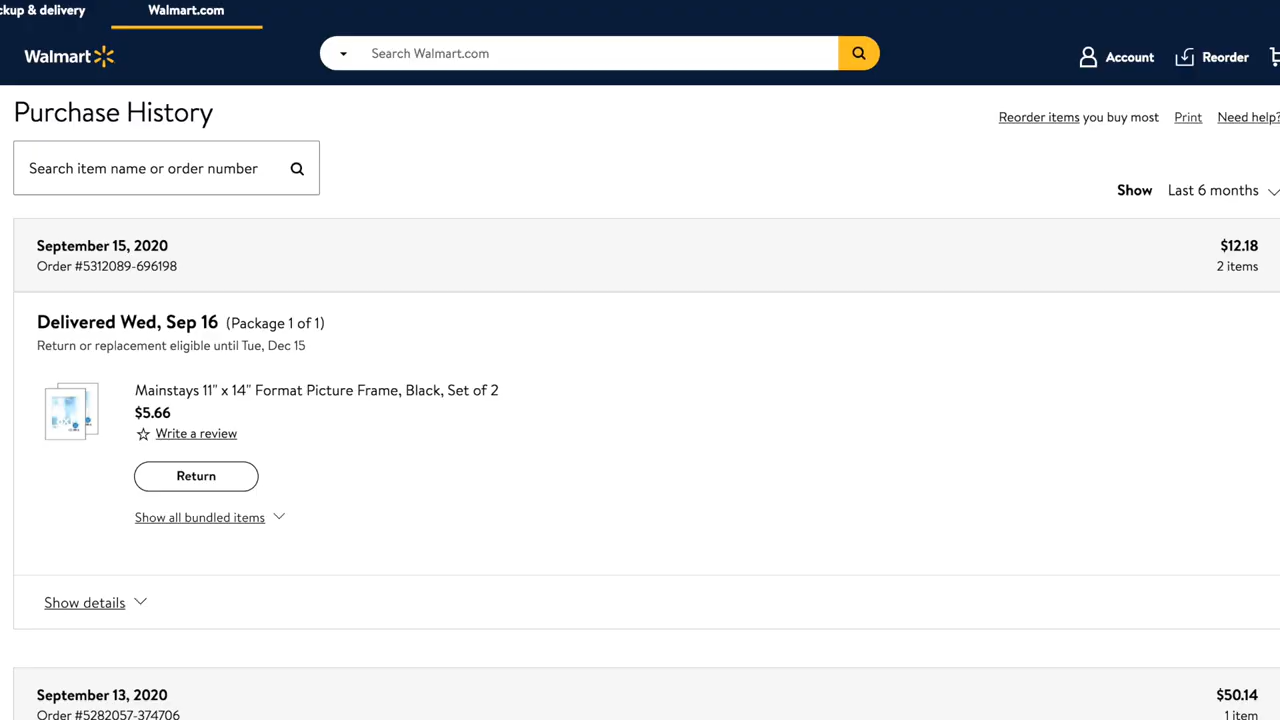 ckup & delivery
Walmart.com
Walmart
Search Walmart.com
Account
Reorder
Purchase History
Reorder items you buy most
Print
Need help?
Search item name or order number
Show Last 6 months
September 15, 2020
$12.18
Order #5312089-696198
2 items
Delivered Wed, Sep 16 (Package 1 of 1)
Return or replacement eligible until Tue, Dec 15
Mainstays 11" x 14" Format Picture Frame, Black, Set of 2
$5.66
Write a review
Return
Show all bundled items
Show details
September 13, 2020
$50.14
Order #5282057-374706
1 item